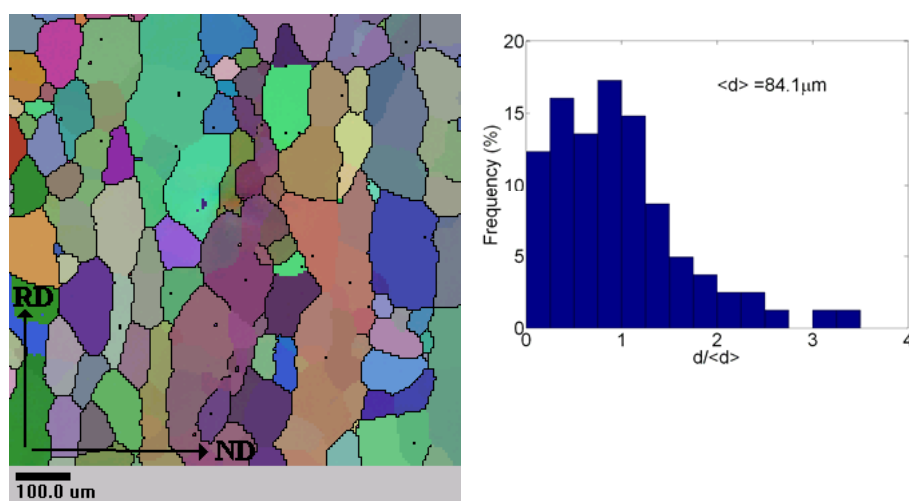 RD
ND
100.0 um
20
15
10
5
0
Frequency (%)
<d> =84.1μm
0 1 2 3 4
d/<d>